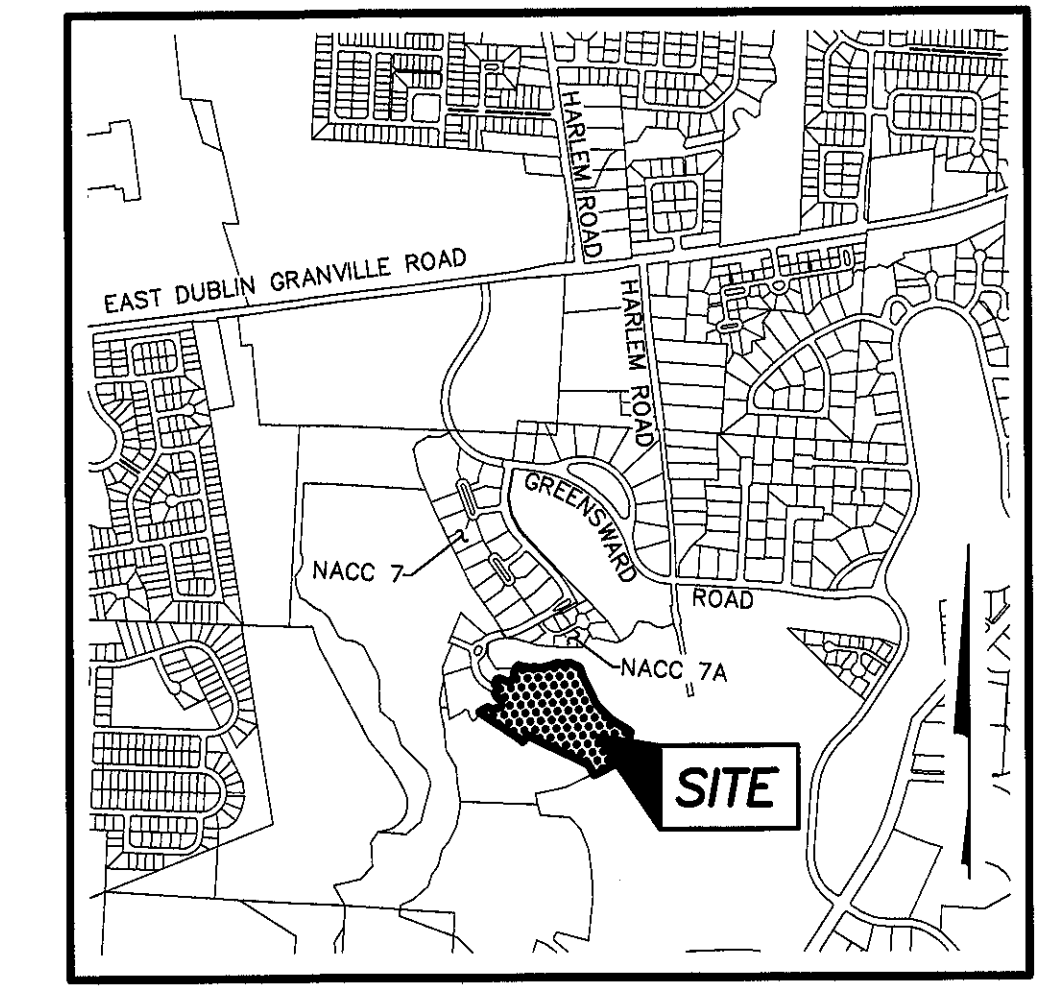 HARLEM ROAD
EAST DUBLIN GRANVILLE ROAD
HARLEM ROAD
GREENSWARD
ROAD
NACC 7
NACC 7A
SITE